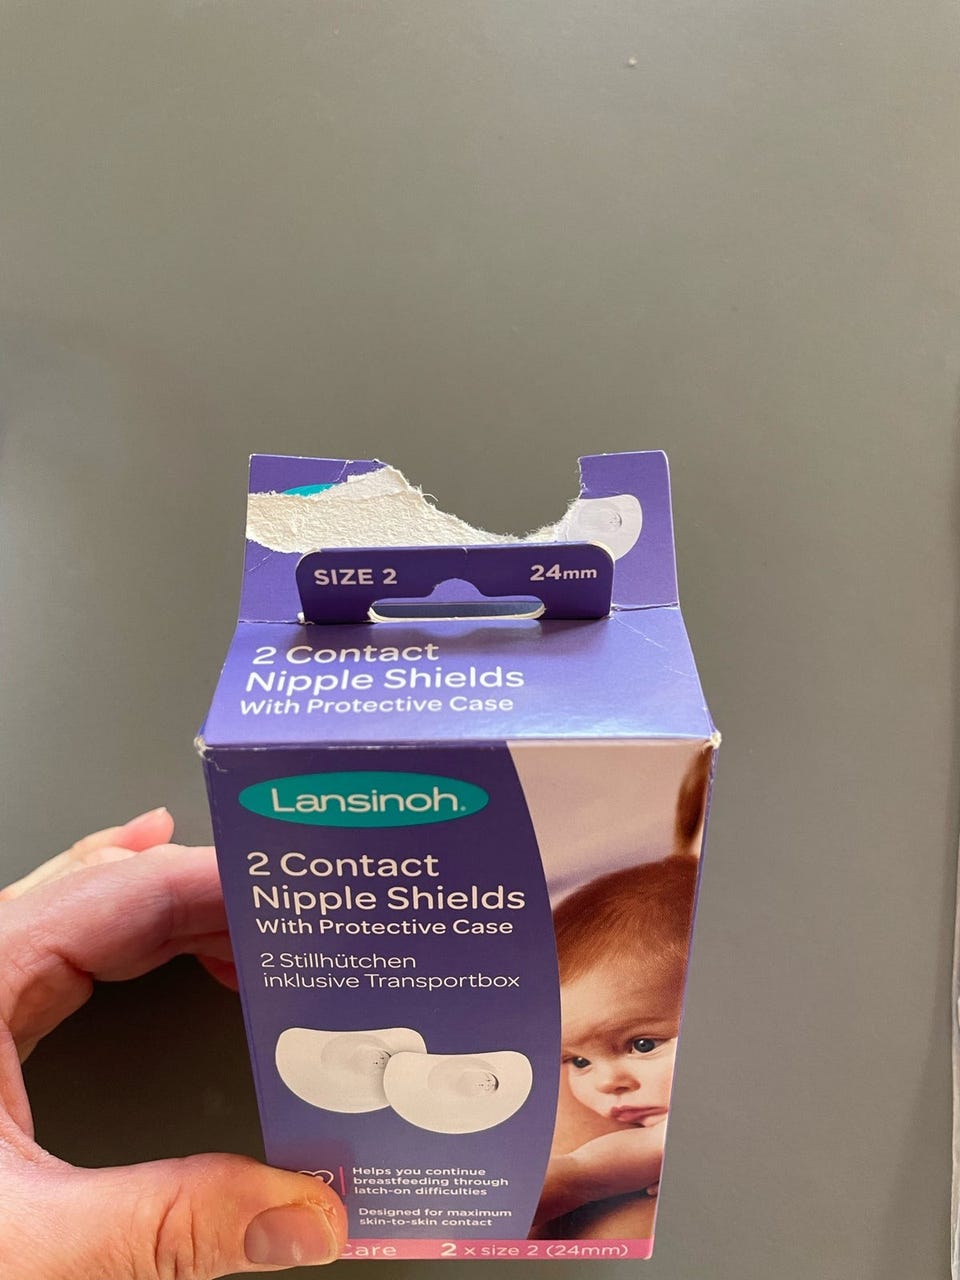 SIZE 2 24mm
2 Contact
Nipple Shields
With Protective Case
Lansinoh®
2 Contact
Nipple Shields
With Protective Case
2 Stillhütchen
inklusive Transportbox
Helps you continue
breastfeeding through
latch-on difficulties
Designed for maximum
skin-to-skin contact
Care 2 x size 2 (24mm)